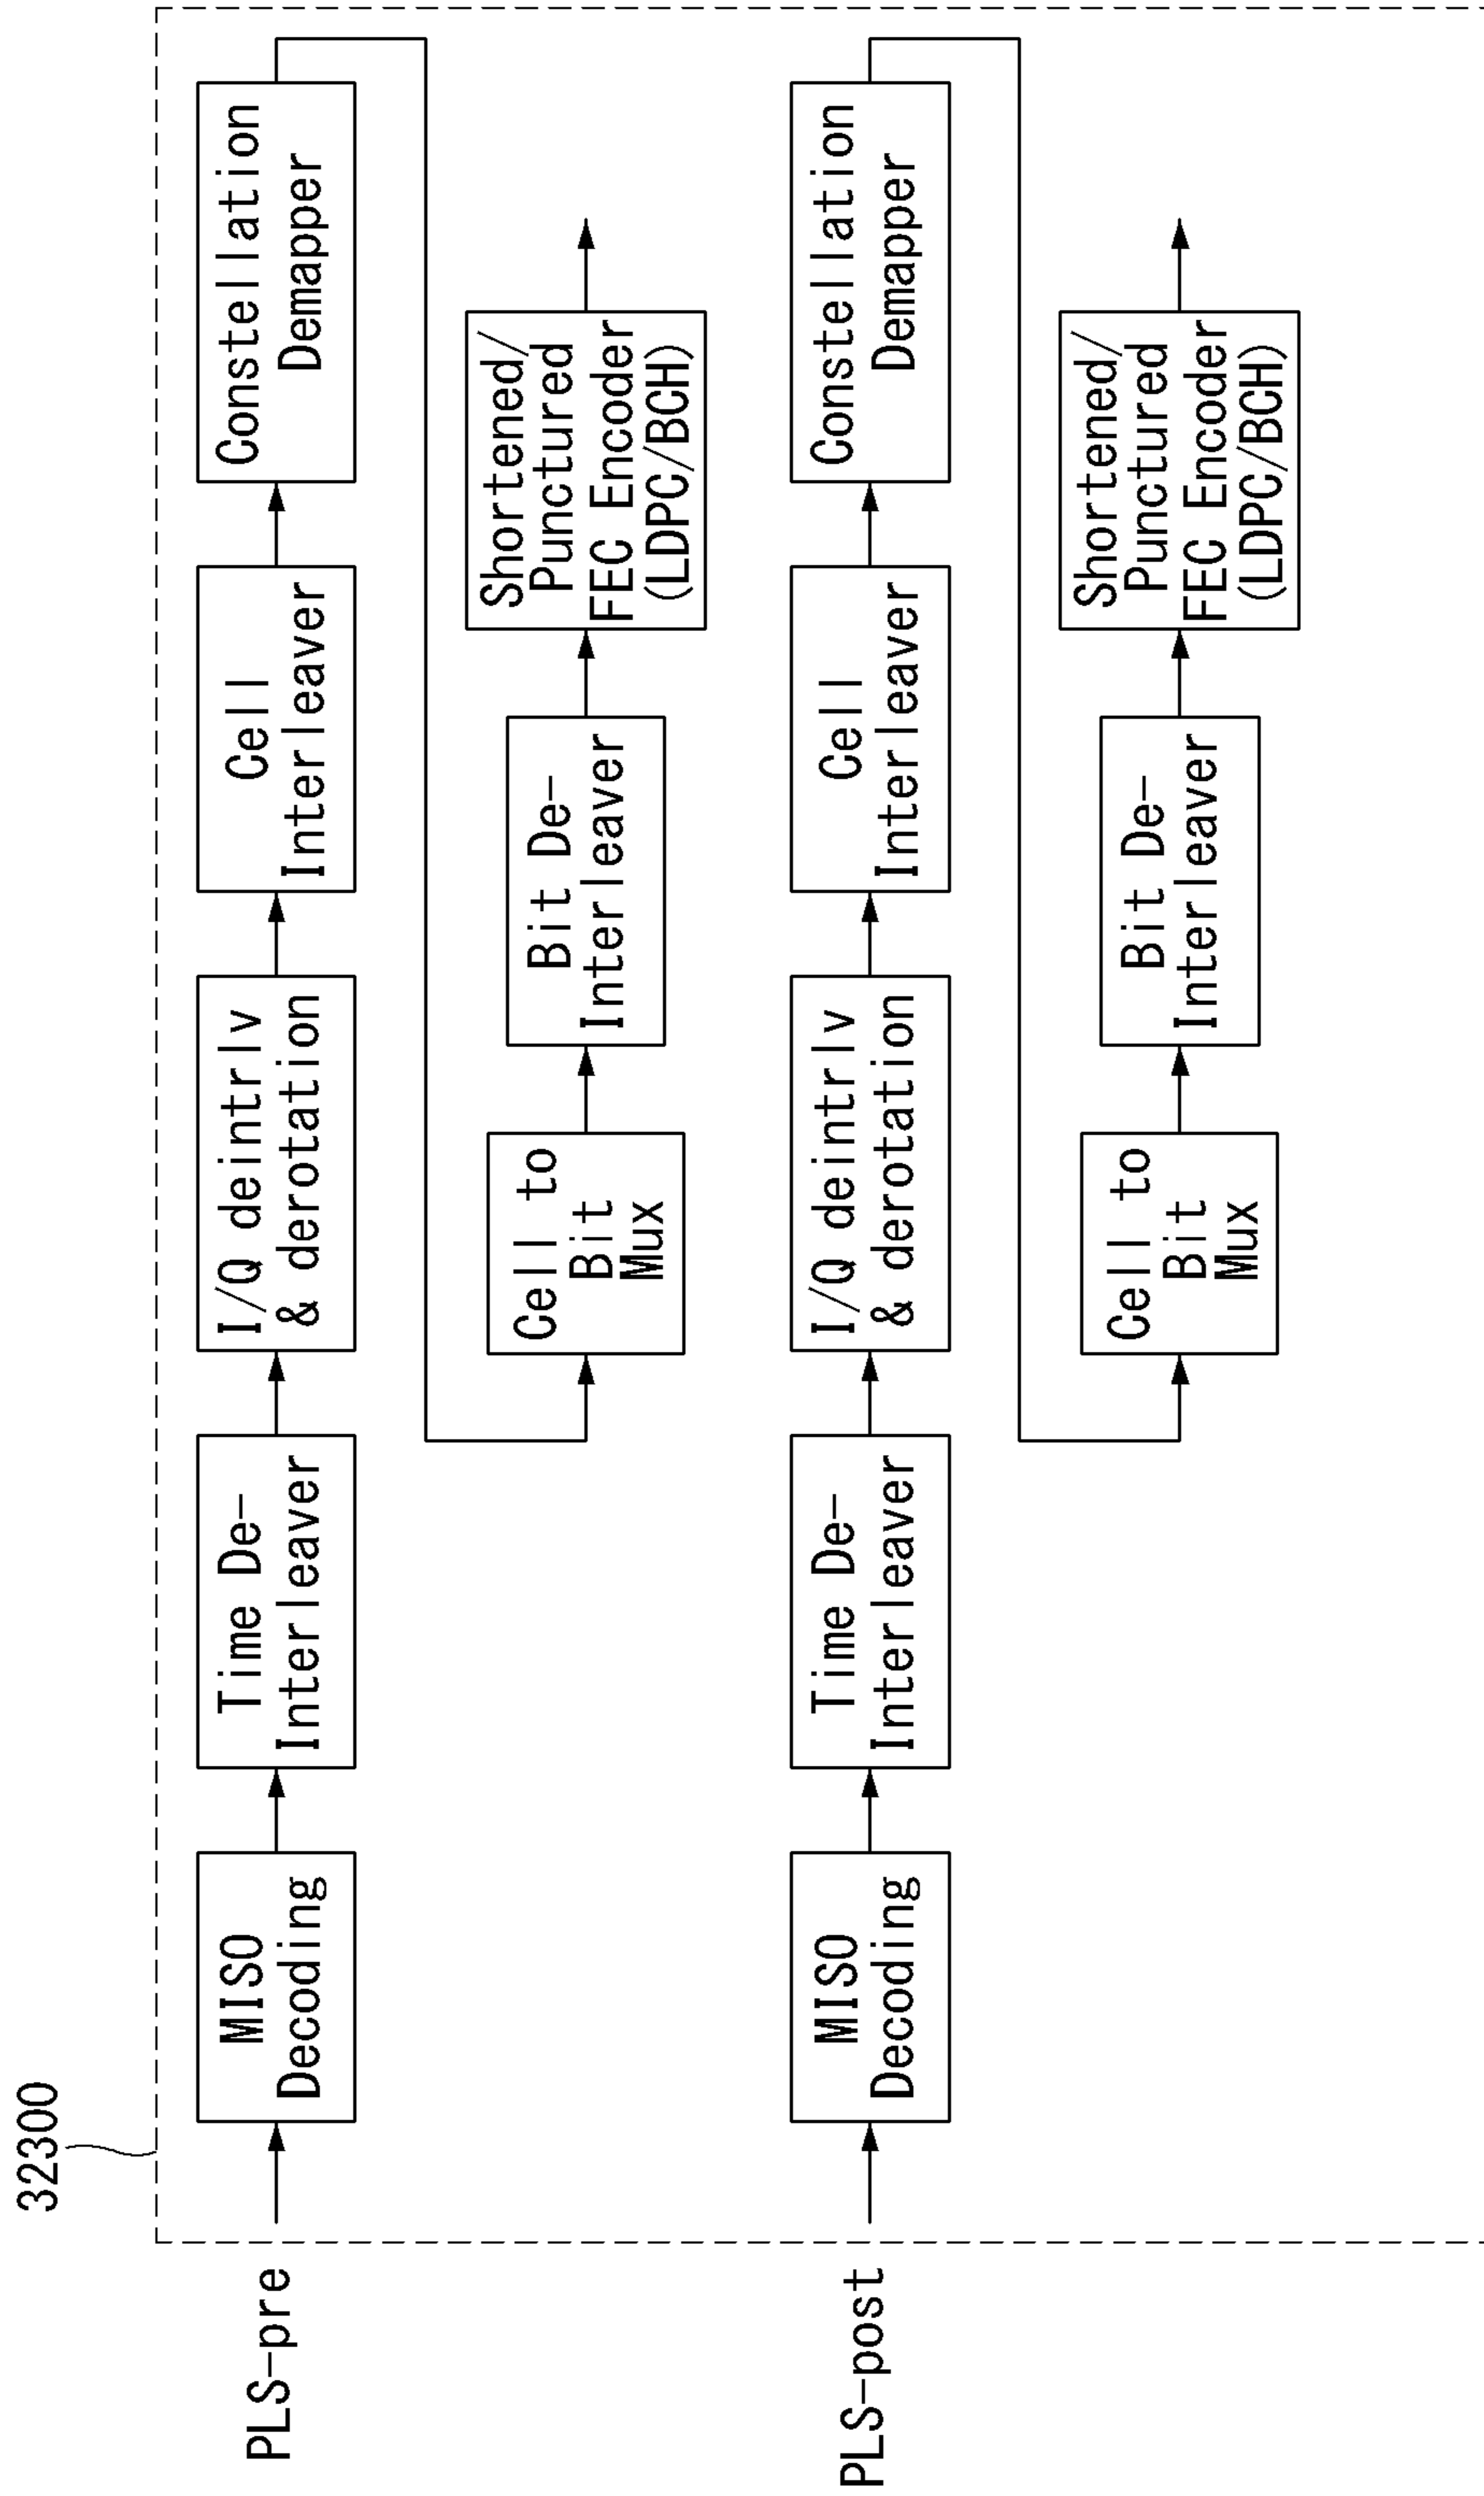 32300
PLS-pre
MISO
Decoding
Time De-
Interleaver
I/Q deintrlv
& derotation
Cell
Interleaver
Constellation
Demapper
Cell to
Bit
Mux
Bit De-
Interleaver
Shortened/
Punctured
FEC Encoder
(LDPC/BCH)
PLS-post
MISO
Decoding
Time De-
Interleaver
I/Q deintrlv
& derotation
Cell
Interleaver
Constellation
Demapper
Cell to
Bit
Mux
Bit De-
Interleaver
Shortened/
Punctured
FEC Encoder
(LDPC/BCH)